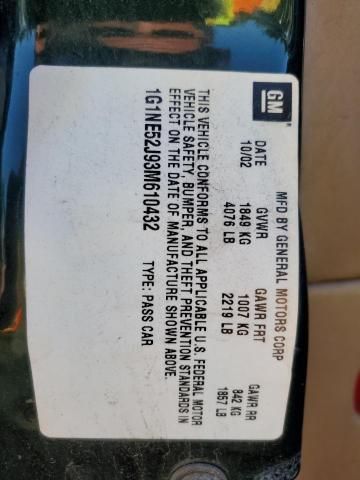 GM
MFD BY GENERAL MOTORS CORP
DATE GVWR GAWR FRT GAWR RR
10/02 1849 KG 1007 KG 842 KG
4076 LB 2219 LB 1857 LB
THIS VEHICLE CONFORMS TO ALL APPLICABLE U.S. FEDERAL MOTOR
VEHICLE SAFETY, BUMPER, AND THEFT PREVENTION STANDARDS IN
EFFECT ON THE DATE OF MANUFACTURE SHOWN ABOVE.
1G1NE52J93M610432 TYPE: PASS CAR